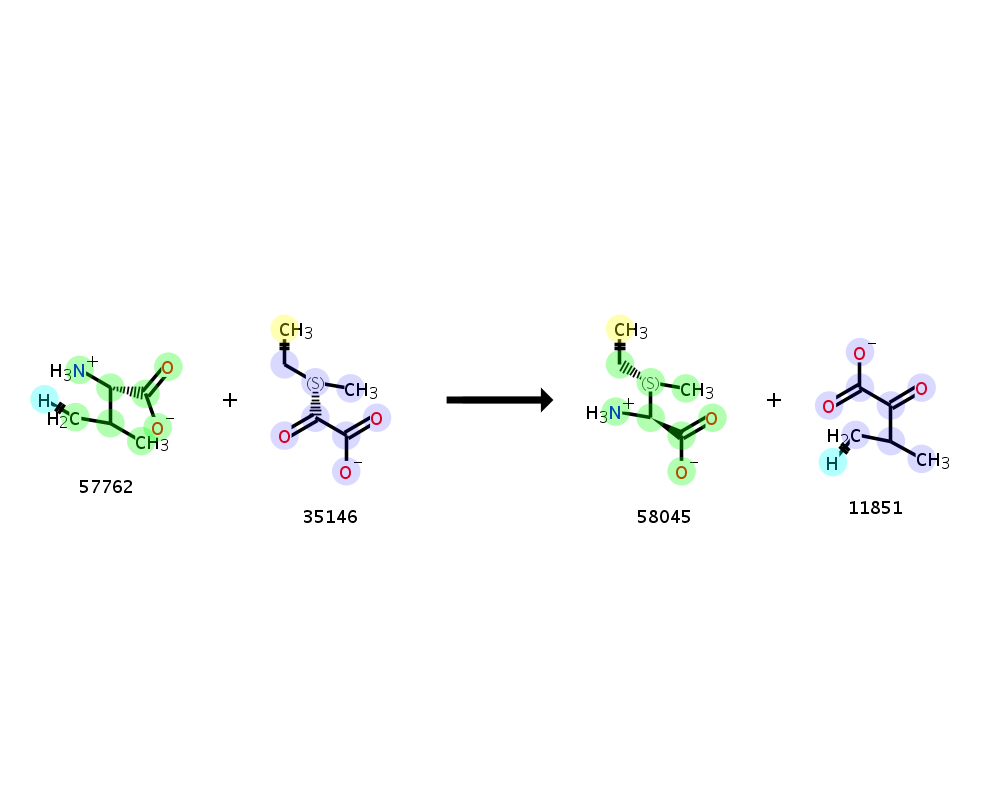 CH3
CH3
H3N+ O + (S) CH3 (S) CH3 + O−
H H3N+ O O
H2C O− O O O H2C
CH3 O− O− H CH3
57762 35146 58045 11851